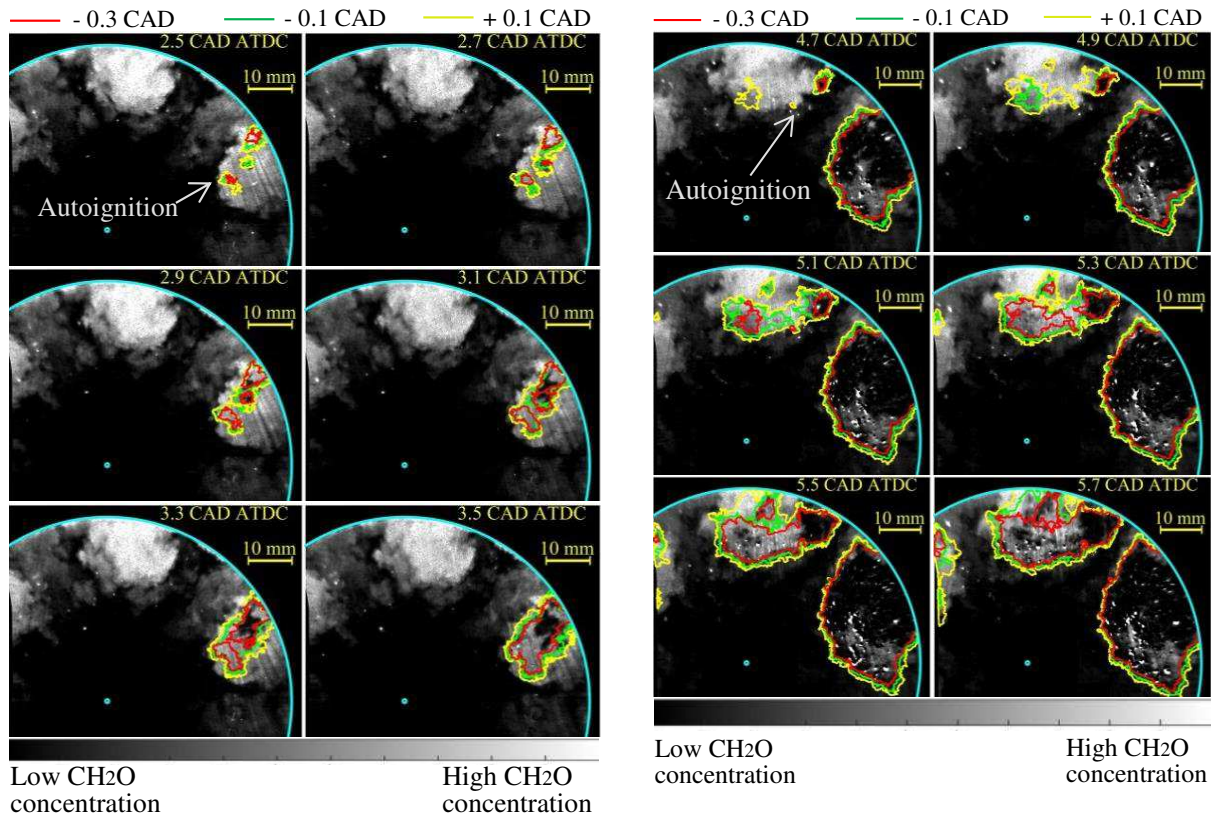 - 0.3 CAD - 0.1 CAD + 0.1 CAD
2.5 CAD ATDC 2.7 CAD ATDC
10 mm 10 mm
Autoignition
2.9 CAD ATDC 3.1 CAD ATDC
10 mm 10 mm
3.3 CAD ATDC 3.5 CAD ATDC
10 mm 10 mm
Low CH2O High CH2O
concentration concentration
- 0.3 CAD - 0.1 CAD + 0.1 CAD
4.7 CAD ATDC 4.9 CAD ATDC
10 mm 10 mm
Autoignition
5.1 CAD ATDC 5.3 CAD ATDC
10 mm 10 mm
5.5 CAD ATDC 5.7 CAD ATDC
10 mm 10 mm
Low CH2O High CH2O
concentration concentration